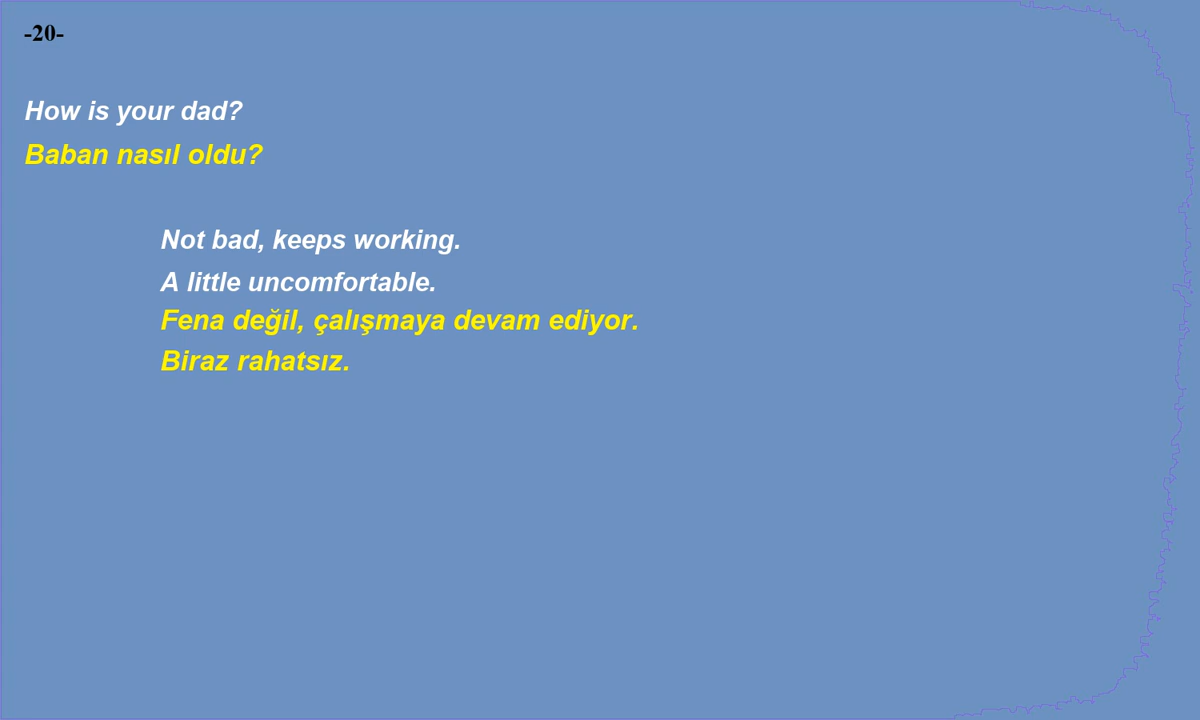 -20-
How is your dad?
Baban nasıl oldu?
Not bad, keeps working.
A little uncomfortable.
Fena değil, çalışmaya devam ediyor.
Biraz rahatsız.